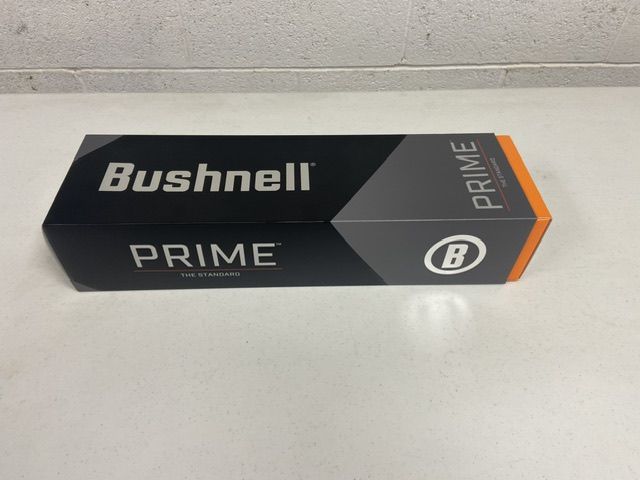 Bushnell®
PRIME
THE STANDARD
PRIME™
THE STANDARD
B